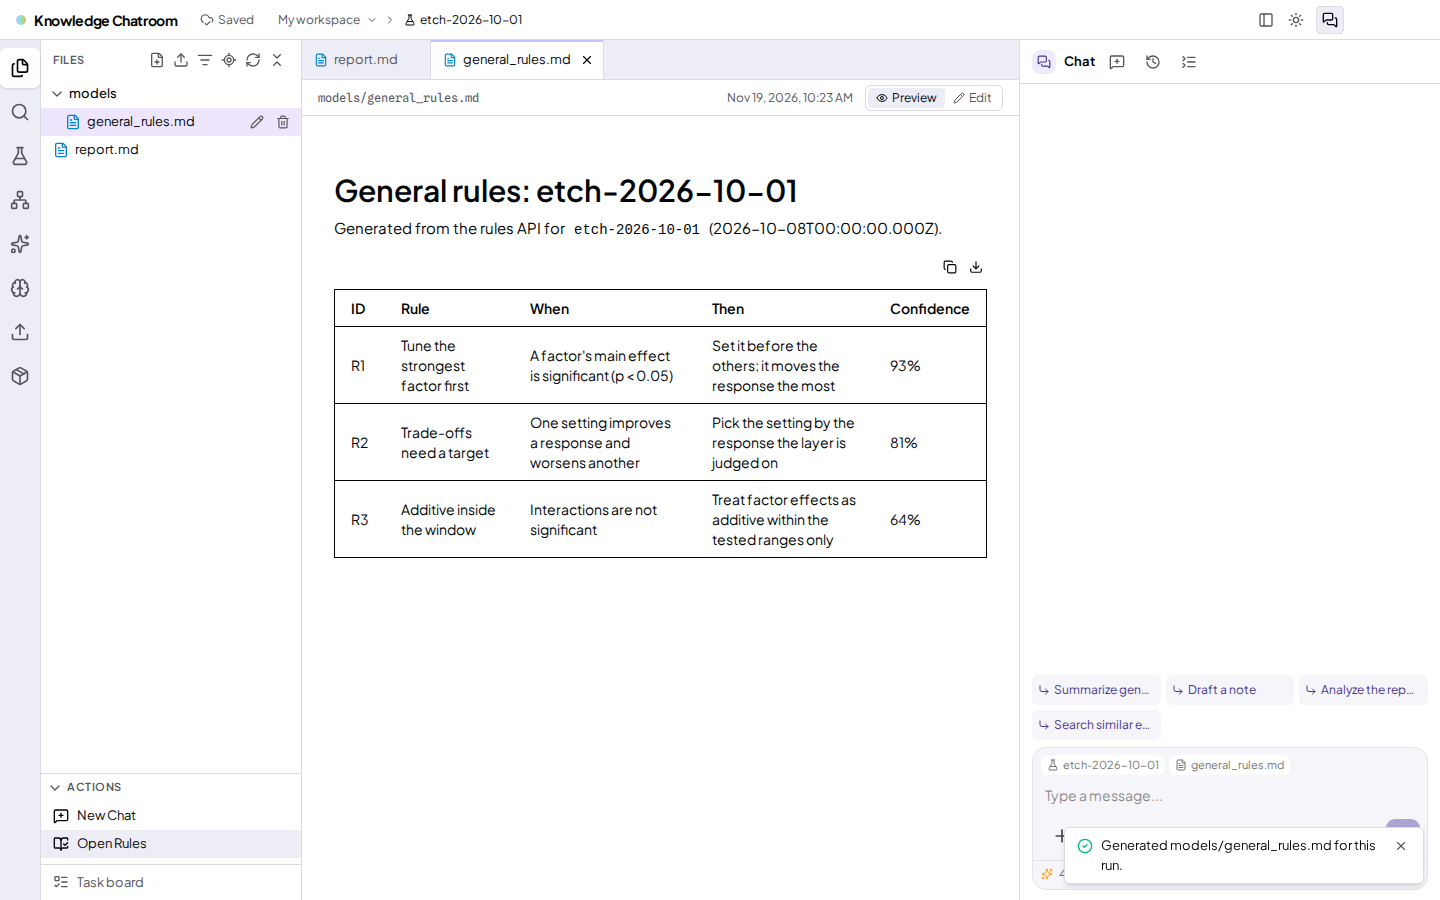 Knowledge Chatroom
Saved
My workspace
etch-2026-10-01
FILES
models
general_rules.md
report.md
ACTIONS
New Chat
Open Rules
Task board
report.md
general_rules.md
models/general_rules.md
Nov 19, 2026, 10:23 AM
Preview
Edit
General rules: etch-2026-10-01
Generated from the rules API for etch-2026-10-01 (2026-10-08T00:00:00.000Z).
ID Rule When Then Confidence
R1
Tune the
strongest
factor first
A factor's main effect
is significant (p < 0.05)
Set it before the
others; it moves the
response the most
93%
R2
Trade-offs
need a target
One setting improves
a response and
worsens another
Pick the setting by the
response the layer is
judged on
81%
R3
Additive inside
the window
Interactions are not
significant
Treat factor effects as
additive within the
tested ranges only
64%
Chat
Summarize gen...
Draft a note
Analyze the rep...
Search similar e...
etch-2026-10-01
general_rules.md
Type a message...
Generated models/general_rules.md for this
run.